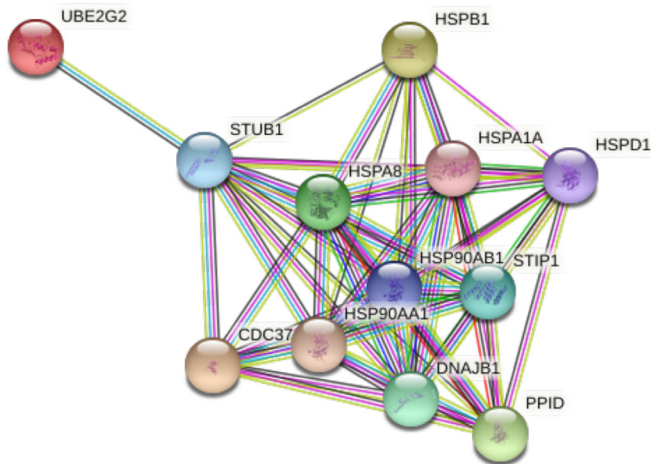 UBE2G2
HSPB1
STUB1
HSPA1A
HSPD1
HSPA8
HSP90AB1
STIP1
HSP90AA1
CDC37
DNAJB1
PPID